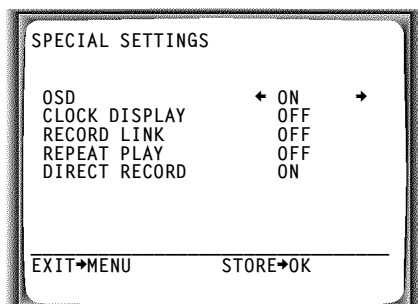 SPECIAL SETTINGS
OSD ← ON →
CLOCK DISPLAY OFF
RECORD LINK OFF
REPEAT PLAY OFF
DIRECT RECORD ON
EXIT→MENU STORE→OK